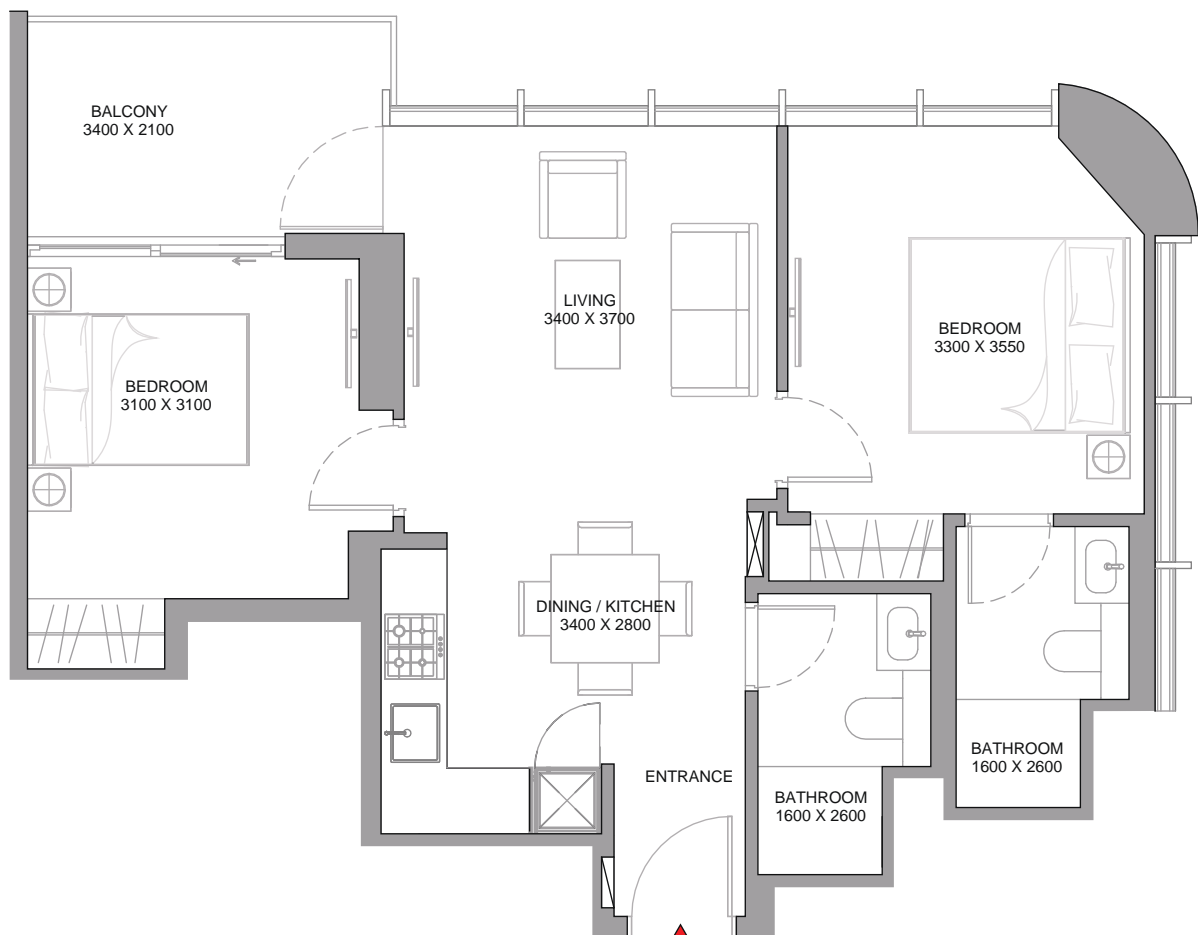 BALCONY
3400 X 2100
LIVING
3400 X 3700
BEDROOM
3300 X 3550
BEDROOM
3100 X 3100
DINING / KITCHEN
3400 X 2800
ENTRANCE
BATHROOM
1600 X 2600
BATHROOM
1600 X 2600